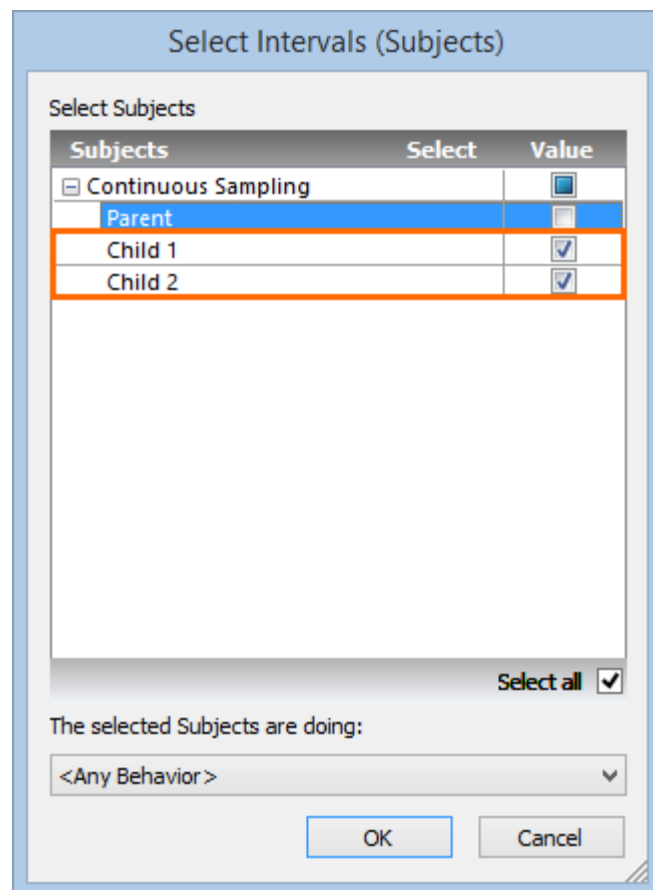 Select Intervals (Subjects)
Select Subjects
Subjects Select Value
Continuous Sampling
Parent
Child 1
Child 2
Select all
The selected Subjects are doing:
<Any Behavior>
OK Cancel